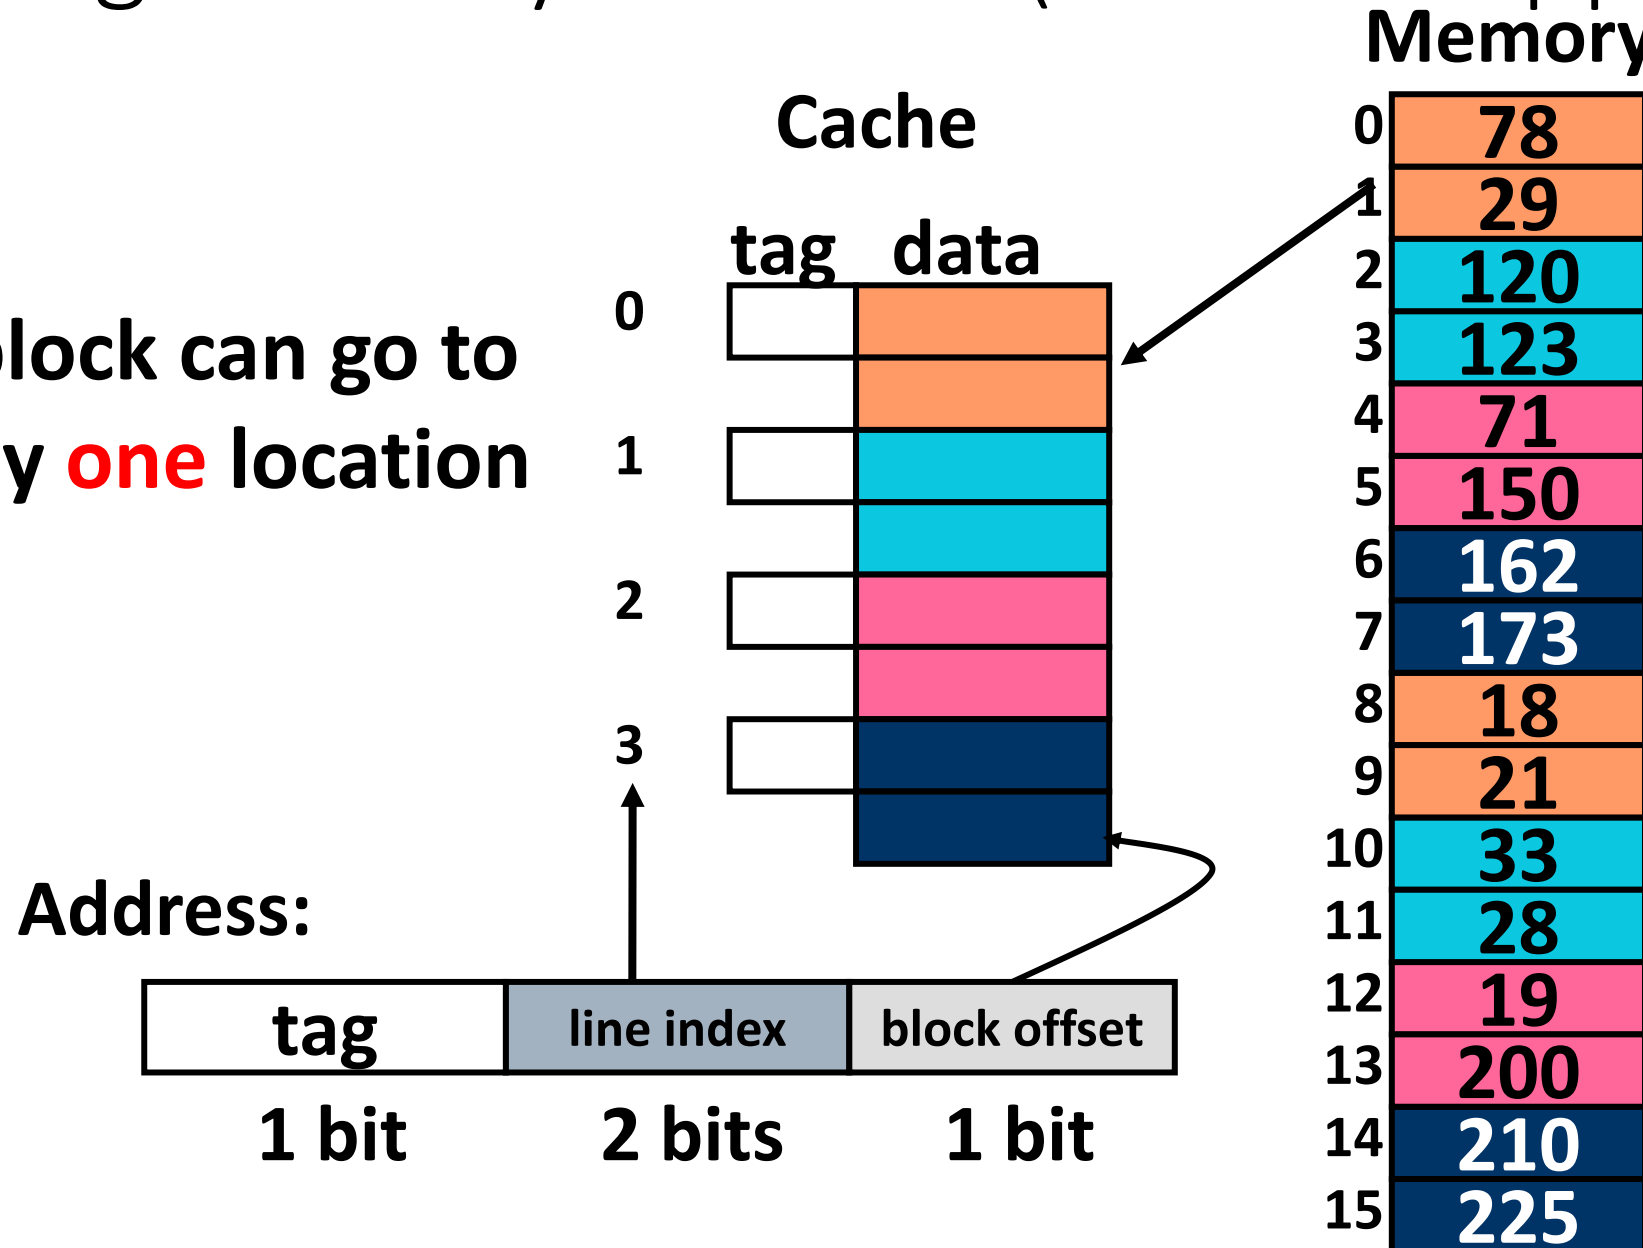 Memory
Cache
tag data
0
1
2
3
can go to
one location
0 78
1 29
2 120
3 123
4 71
5 150
6 162
7 173
8 18
9 21
10 33
11 28
12 19
13 200
14 210
15 225
Address:
tag line index block offset
1 bit 2 bits 1 bit